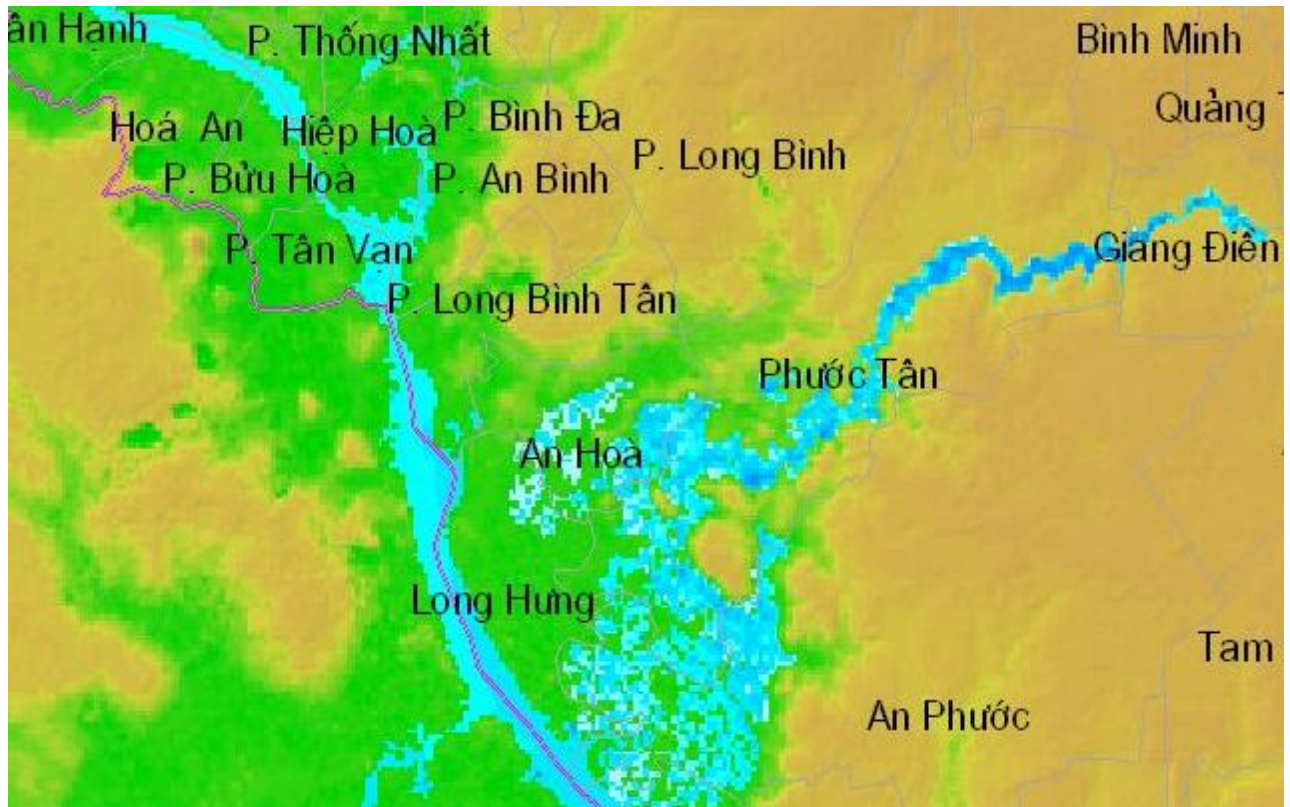 ân Hạnh
P. Thống Nhất
Bình Minh
Quảng T
Hoá An
Hiệp Hoà
P. Bình Đa
P. Long Bình
P. Bửu Hoà
P. An Bình
P. Tân Vạn
Giang Điền
P. Long Bình Tân
Phước Tân
An Hoà
Long Hưng
Tam
An Phước